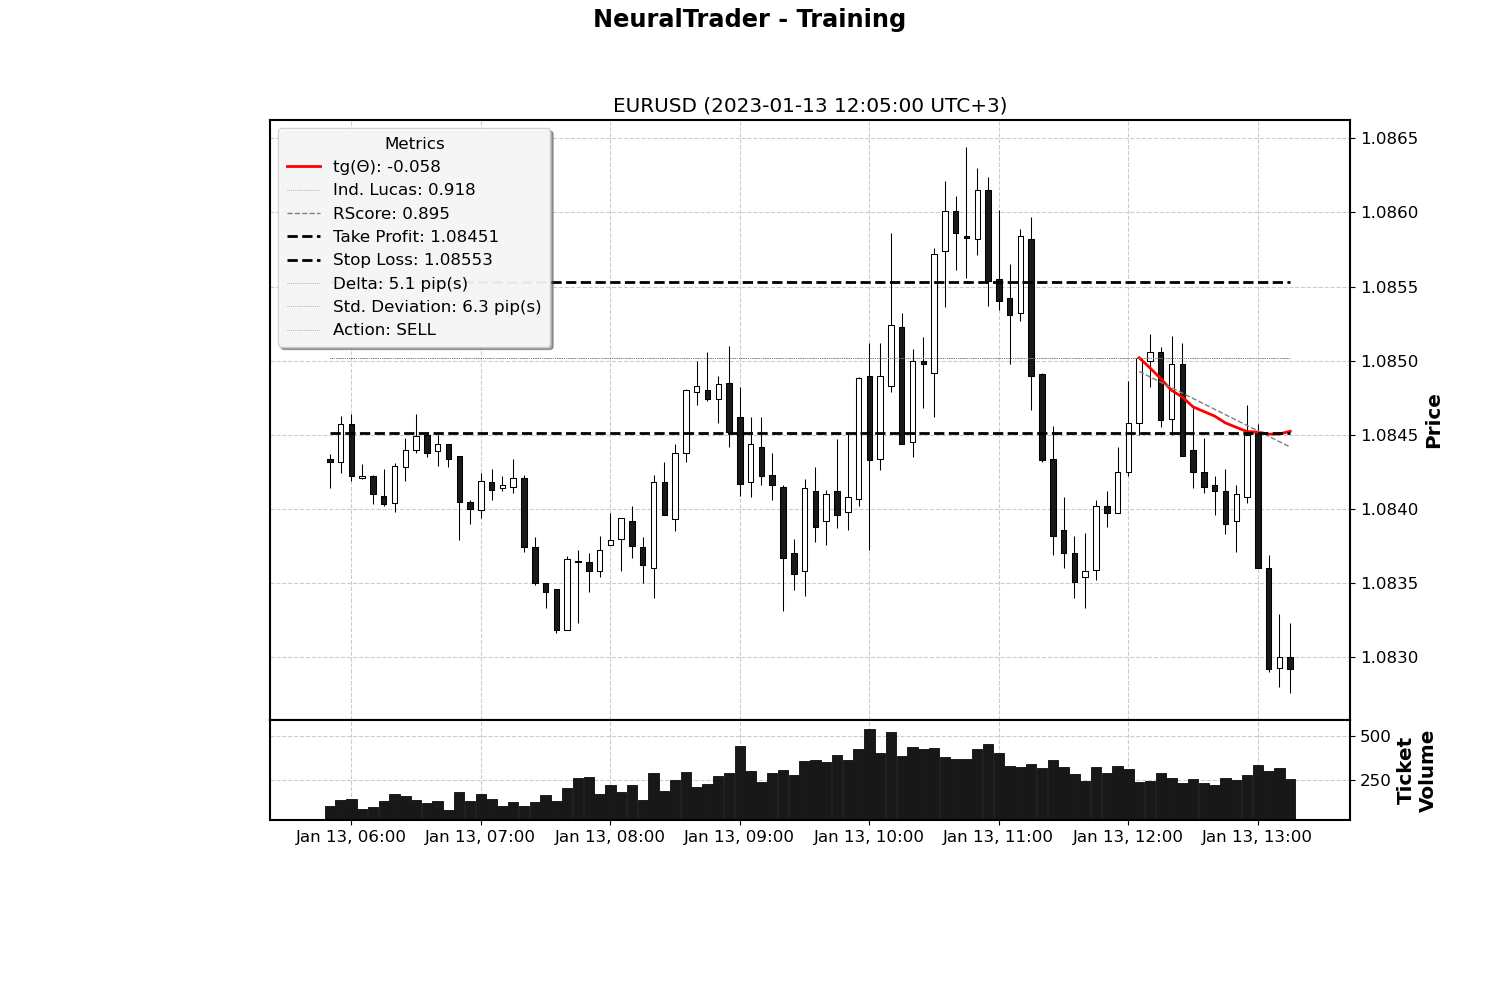 NeuralTrader - Training
EURUSD (2023-01-13 12:05:00 UTC+3)
Metrics
tg(Θ): -0.058
Ind. Lucas: 0.918
RScore: 0.895
Take Profit: 1.08451
Stop Loss: 1.08553
Delta: 5.1 pip(s)
Std. Deviation: 6.3 pip(s)
Action: SELL
1.0865
1.0860
1.0855
1.0850
1.0845
1.0840
1.0835
1.0830
Price
500
250
Ticket
Volume
Jan 13, 06:00 Jan 13, 07:00 Jan 13, 08:00 Jan 13, 09:00 Jan 13, 10:00 Jan 13, 11:00 Jan 13, 12:00 Jan 13, 13:00